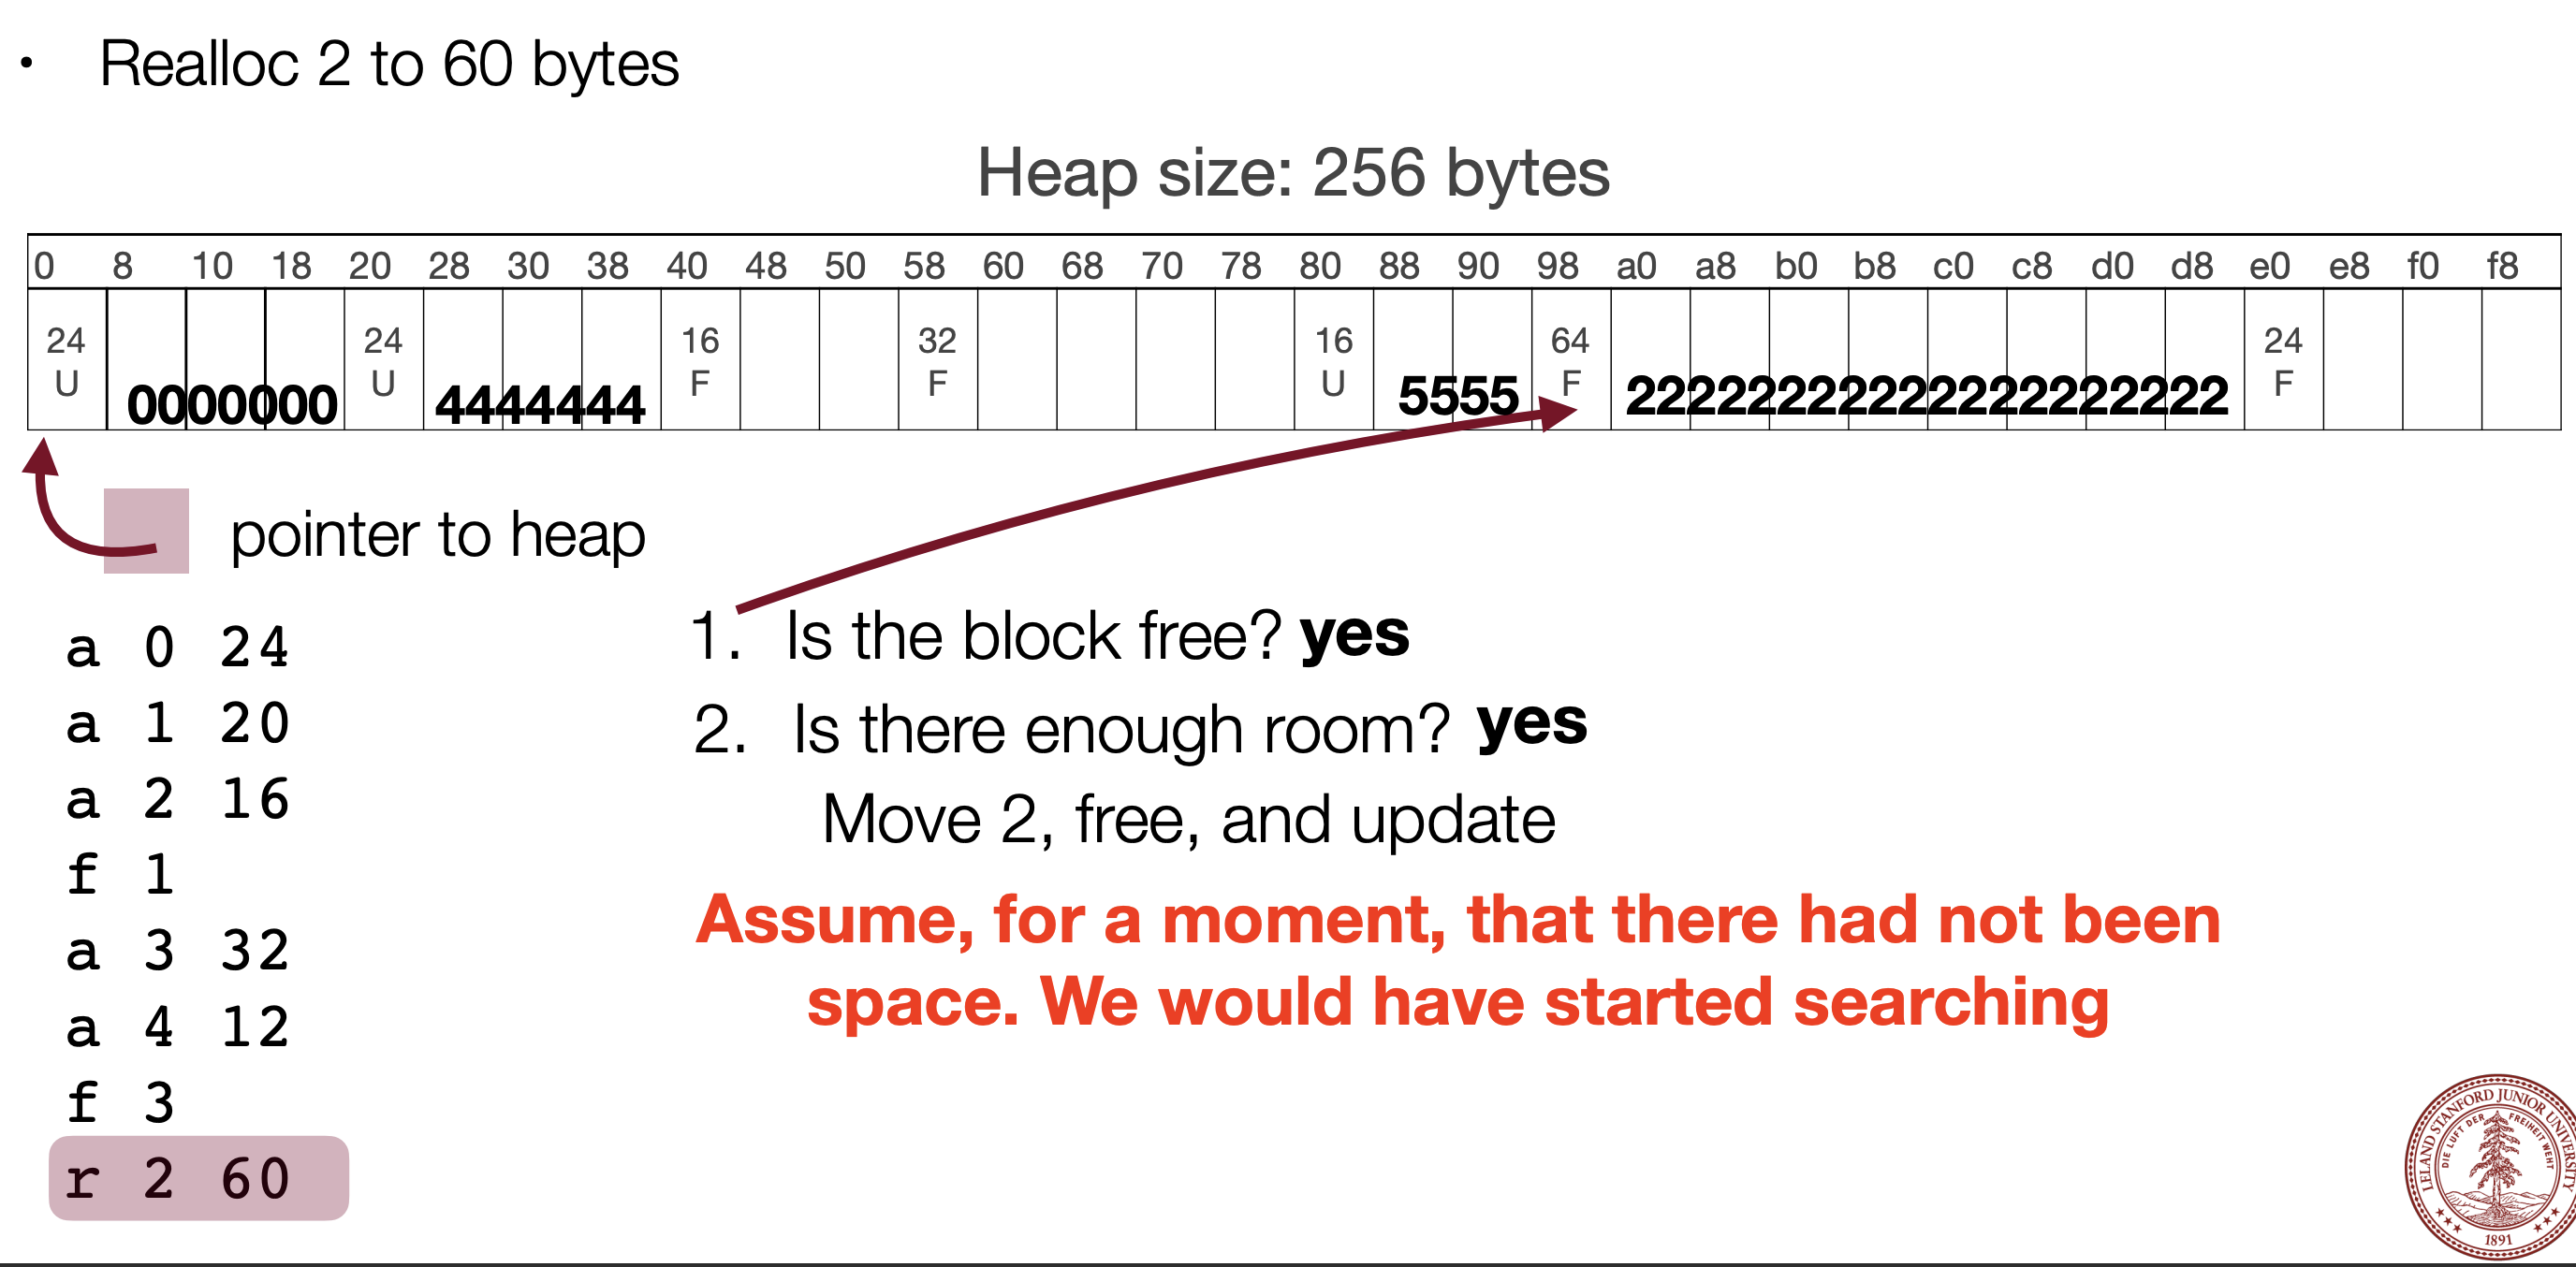 • Realloc 2 to 60 bytes
Heap size: 256 bytes
0 8 10 18 20 28 30 38 40 48 50 58 60 68 70 78 80 88 90 98 a0 a8 b0 b8 c0 c8 d0 d8 e0 e8 f0 f8
24 24 16 32 16 64 24
U U F F U F F
0000000 4444444 5555 22222222222222222222
pointer to heap
a 0 24
a 1 20
a 2 16
f 1
a 3 32
a 4 12
f 3
r 2 60
1. Is the block free? yes
2. Is there enough room? yes
Move 2, free, and update
Assume, for a moment, that there had not been
space. We would have started searching
LELAND STANFORD JUNIOR UNIVERSITY
DIE LUFT DER FREIHEIT WEHT
1891